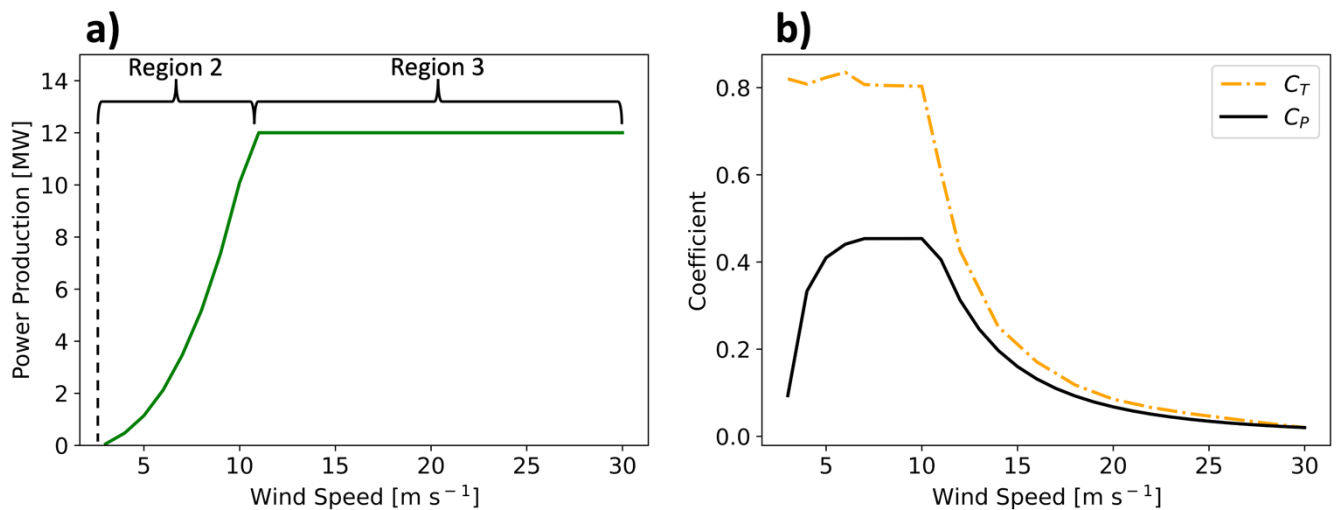 a)
Region 2
Region 3
Power Production [MW]
14
12
10
8
6
4
2
0
5
10
15
20
25
30
Wind Speed [m s⁻¹]
b)
C_T
C_P
Coefficient
0.8
0.6
0.4
0.2
0.0
5
10
15
20
25
30
Wind Speed [m s⁻¹]